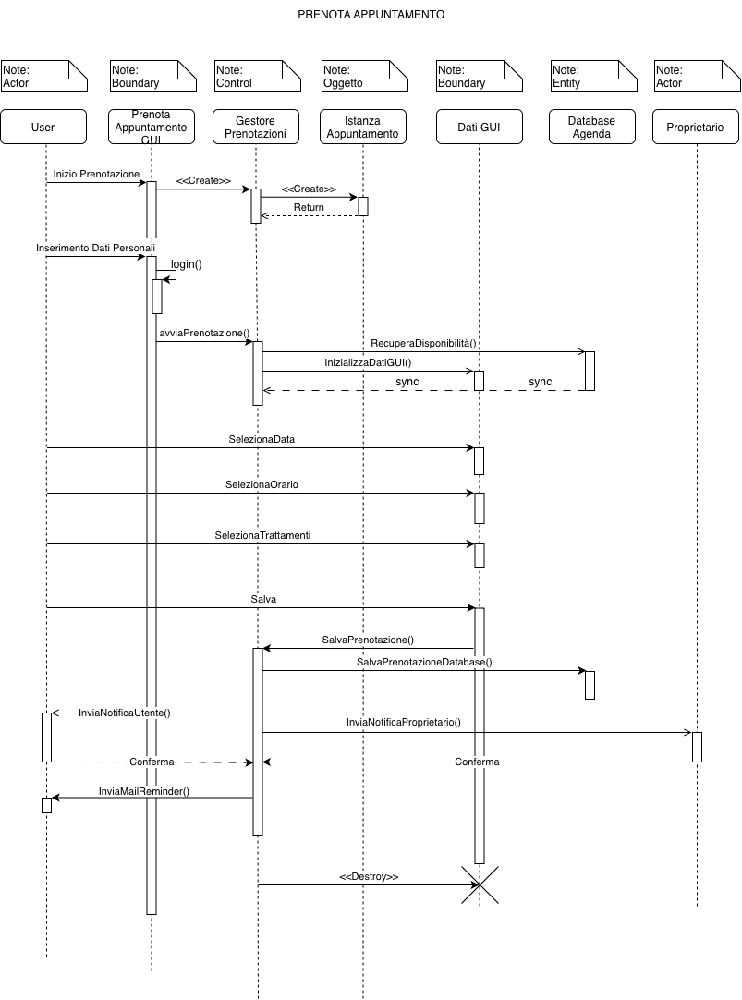 PRENOTA APPUNTAMENTO
Note:
Actor
Note:
Boundary
Note:
Control
Note:
Oggetto
Note:
Boundary
Note:
Entity
Note:
Actor
User
Prenota
Appuntamento
GUI
Gestore
Prenotazioni
Istanza
Appuntamento
Dati GUI
Database
Agenda
Proprietario
Inizio Prenotazione
<<Create>>
<<Create>>
Return
Inserimento Dati Personali
login()
avviaPrenotazione()
RecuperaDisponibilità()
InizializzaDatiGUI()
sync
sync
SelezionaData
SelezionaOrario
SelezionaTrattamenti
Salva
SalvaPrenotazione()
SalvaPrenotazioneDatabase()
InviaNotificaUtente()
InviaNotificaProprietario()
Conferma
Conferma
InviaMailReminder()
<<Destroy>>